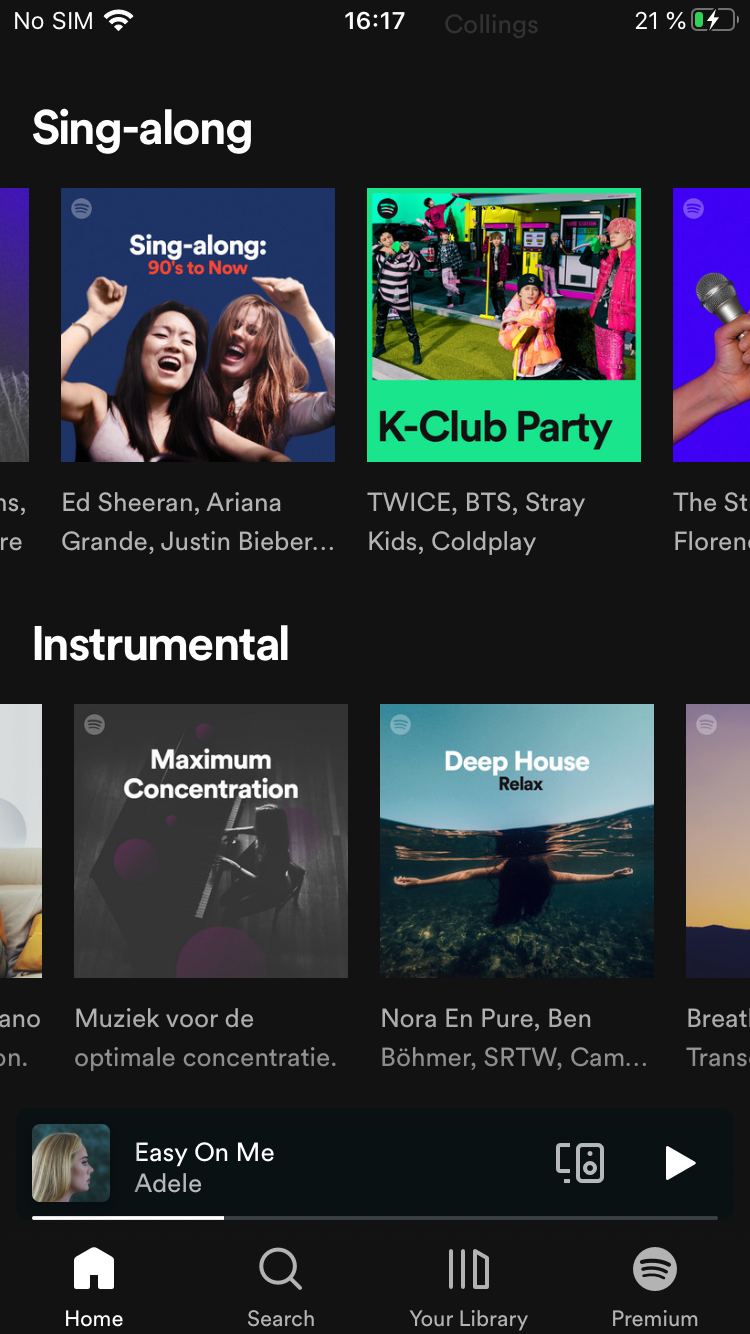 No SIM 16:17 Collings 21 %
Sing-along
Sing-along:
90's to Now
K-Club Party
ns,
re
Ed Sheeran, Ariana
Grande, Justin Bieber...
TWICE, BTS, Stray
Kids, Coldplay
The St
Floren
Instrumental
Maximum
Concentration
Deep House
Relax
ano
on.
Muziek voor de
optimale concentratie.
Nora En Pure, Ben
Böhmer, SRTW, Cam...
Breat
Trans
Easy On Me
Adele
Home
Search
Your Library
Premium